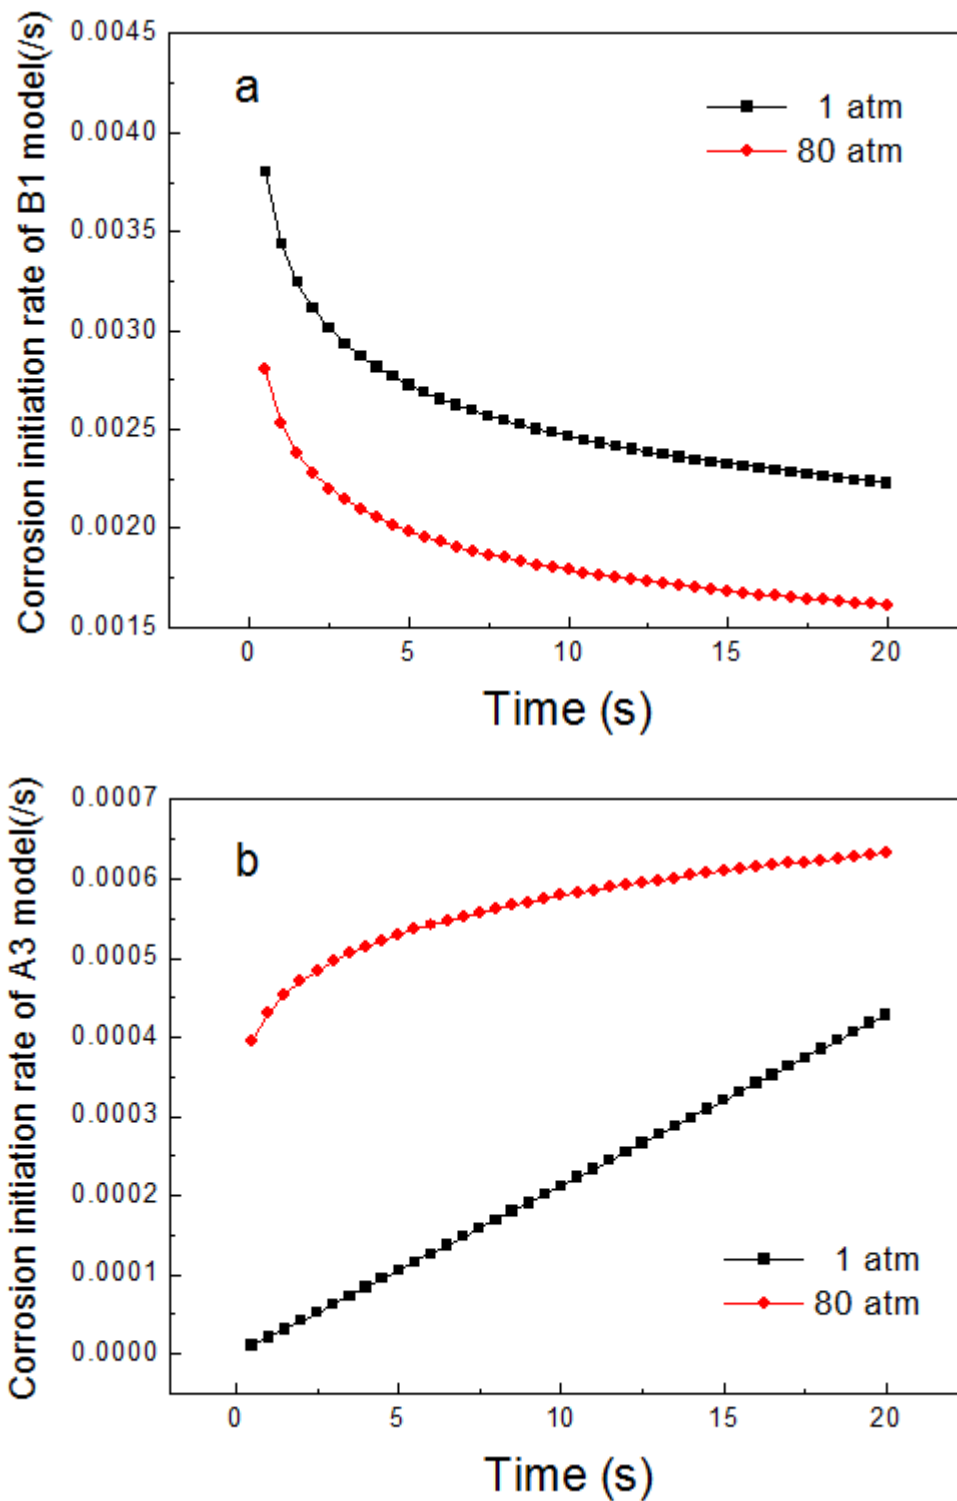 Corrosion initiation rate of B1 model(/s)
0.0045
0.0040
0.0035
0.0030
0.0025
0.0020
0.0015
a
1 atm
80 atm
0 5 10 15 20
Time (s)
Corrosion initiation rate of A3 model(/s)
0.0007
0.0006
0.0005
0.0004
0.0003
0.0002
0.0001
0.0000
b
1 atm
80 atm
0 5 10 15 20
Time (s)